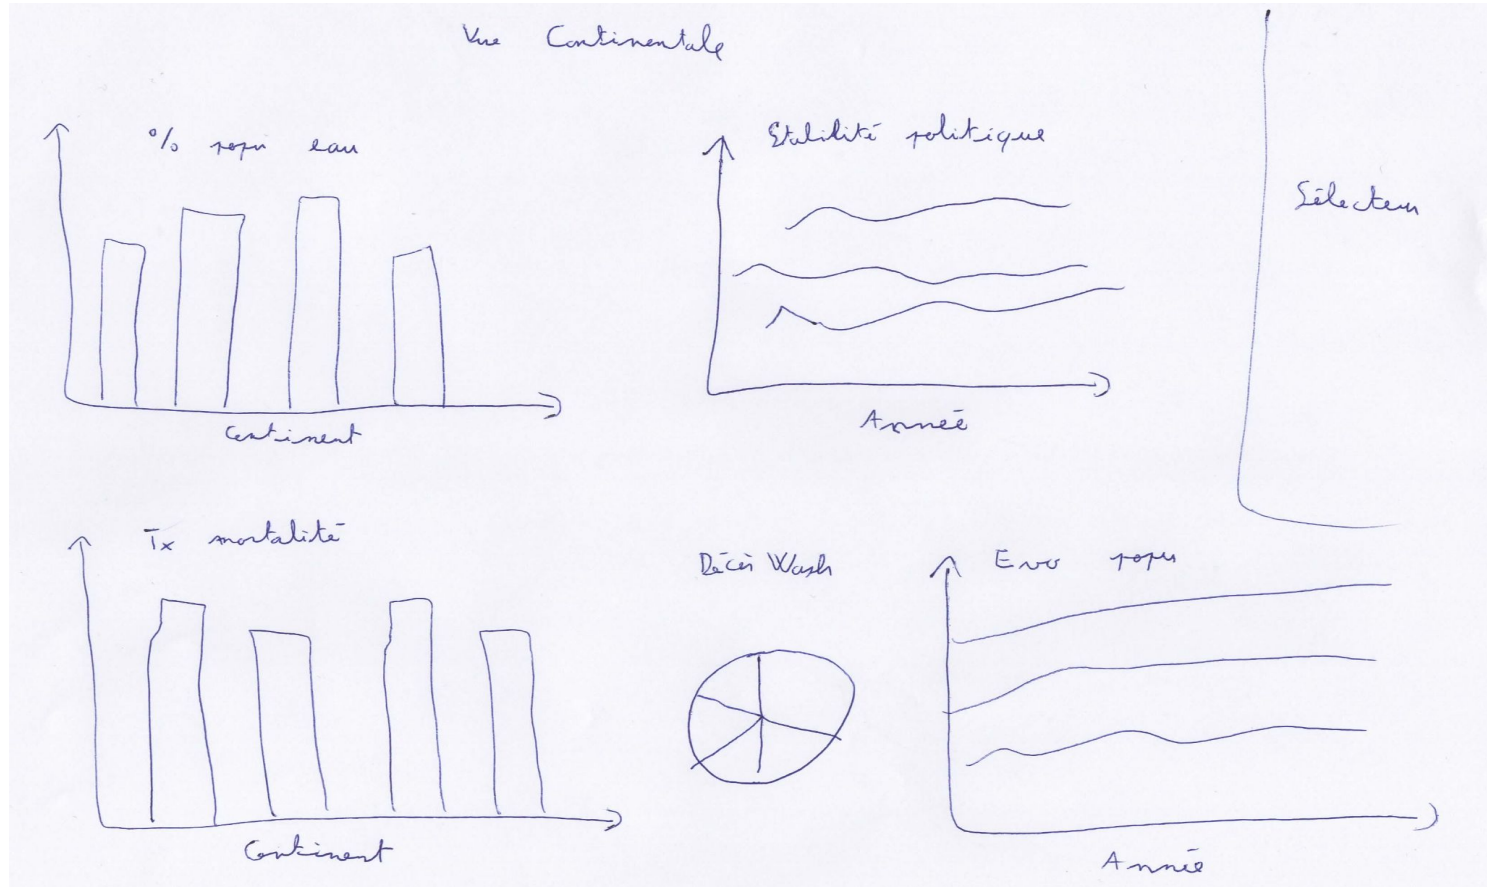 Vue Continentale
% popu eau
Continent
Stabilité politique
Année
Sélecteur
Tx mortalité
Continent
Décès Wash
Evo popu
Année